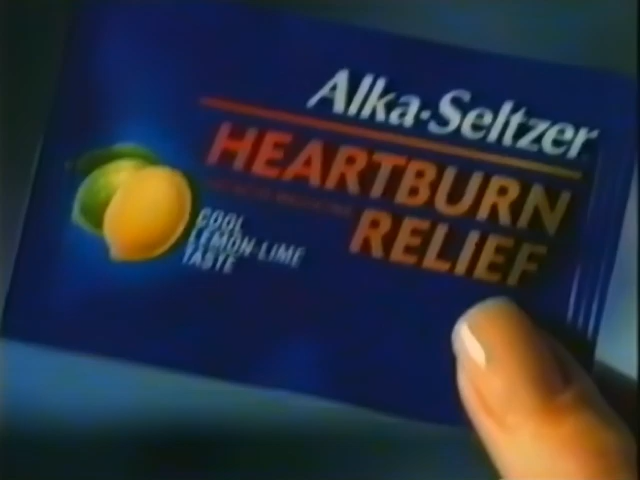 Alka-Seltzer
HEARTBURN
RELIEF
COOL
LEMON-LIME
TASTE